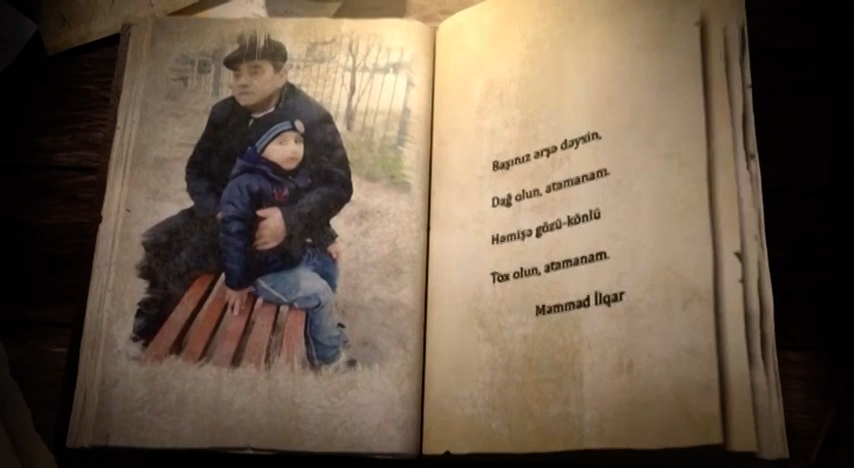 Başınız ərşə dəysin,
Dağ olun, atamanam.
Həmişə gözü-könlü
Tox olun, atamanam.
Məmməd İlqar